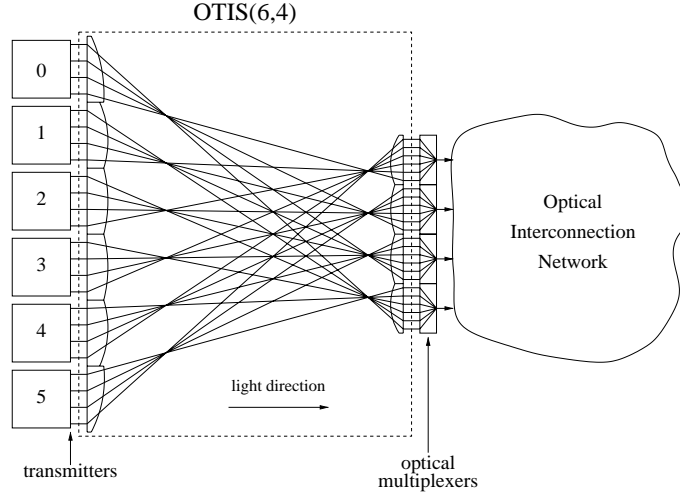 OTIS(6,4)
0
1
2
3
4
5
Optical
Interconnection
Network
light direction
transmitters
optical
multiplexers